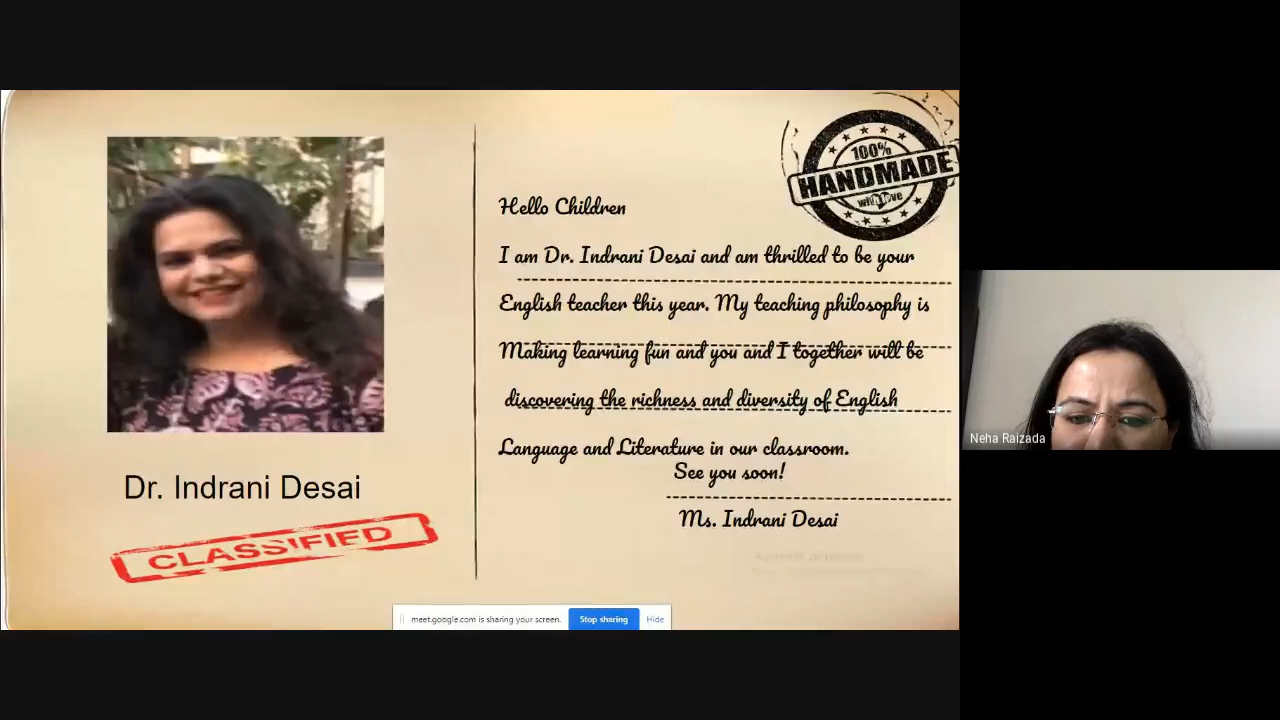 100%
HANDMADE
with love
Hello Children
I am Dr. Indrani Desai and am thrilled to be your
English teacher this year. My teaching philosophy is
Making learning fun and you and I together will be
discovering the richness and diversity of English
Language and Literature in our classroom.
See you soon!
Ms. Indrani Desai
Dr. Indrani Desai
CLASSIFIED
meet.google.com is sharing your screen.
Stop sharing
Hide
Neha Raizada